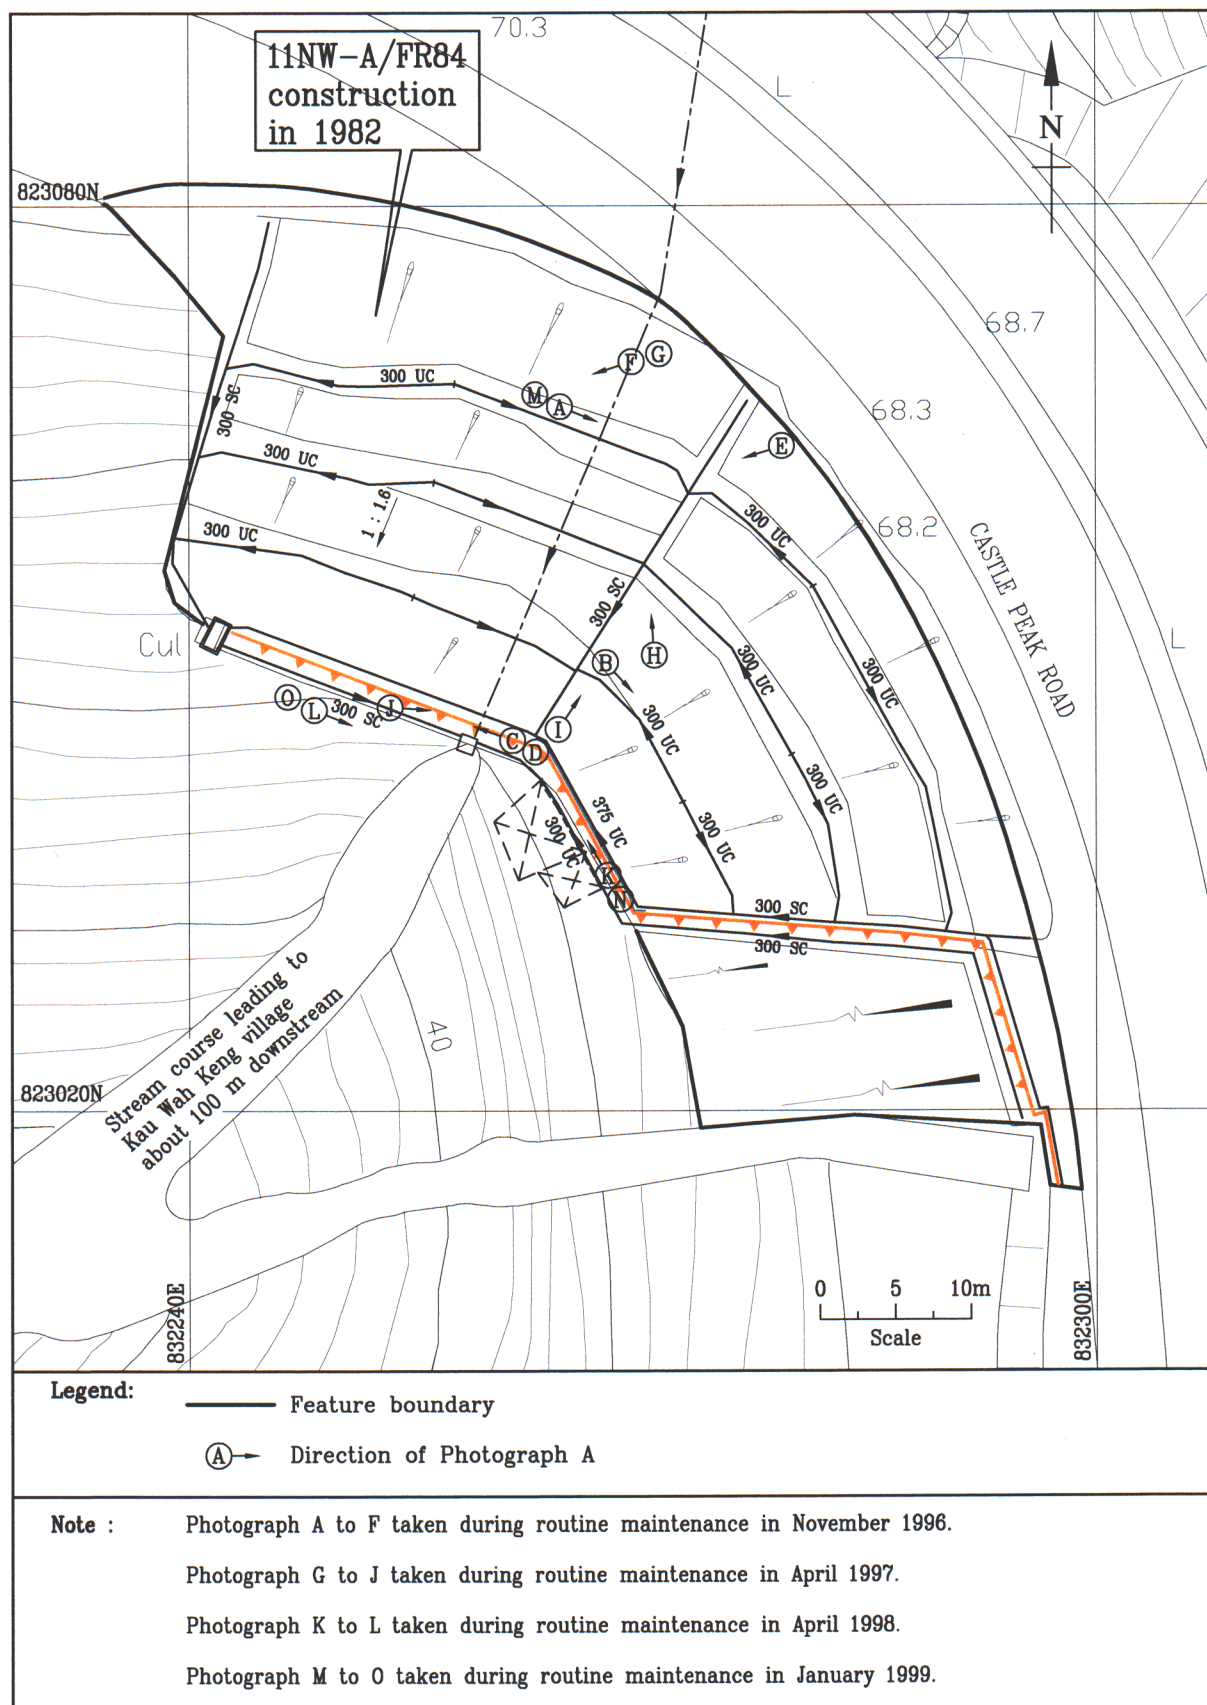 70.3
11NW-A/FR84
construction
in 1982
L
N
823080N
68.7
F G
300 UC
M A
300 SC
68.3
E
300 UC
1 : 1.6
300 UC
68.2
300 UC
CASTLE PEAK ROAD
300 SC
Cul
B
H
300 UC
300 UC
L
O
L
300 SC
J
I
C D
300 UC
375 UC
300 UC
300 UC
300 UC
K
N
300 SC
300 SC
Stream course leading to
Kau Wah Keng village
about 100 m downstream
40
823020N
832240E
832300E
0 5 10m
Scale
Legend:
Feature boundary
A Direction of Photograph A
Note : Photograph A to F taken during routine maintenance in November 1996.
Photograph G to J taken during routine maintenance in April 1997.
Photograph K to L taken during routine maintenance in April 1998.
Photograph M to O taken during routine maintenance in January 1999.